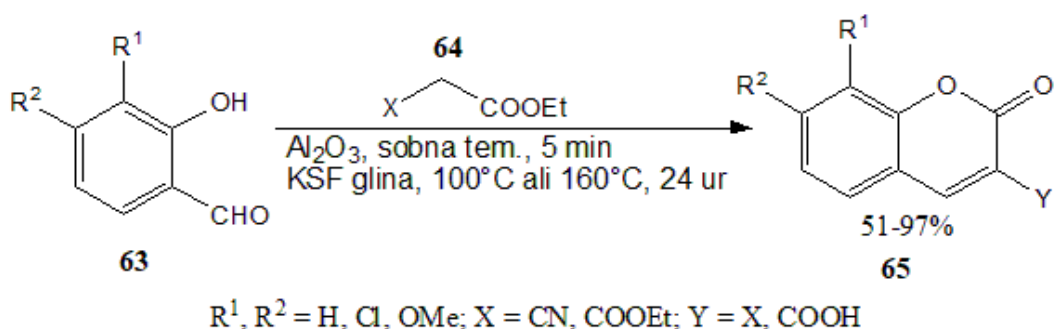 R¹
64
R²
OH
X
COOEt
R¹
R²
O
O
Al₂O₃, sobna tem., 5 min
KSF glina, 100°C ali 160°C, 24 ur
CHO
Y
51-97%
63
65
R¹, R² = H, Cl, OMe; X = CN, COOEt; Y = X, COOH